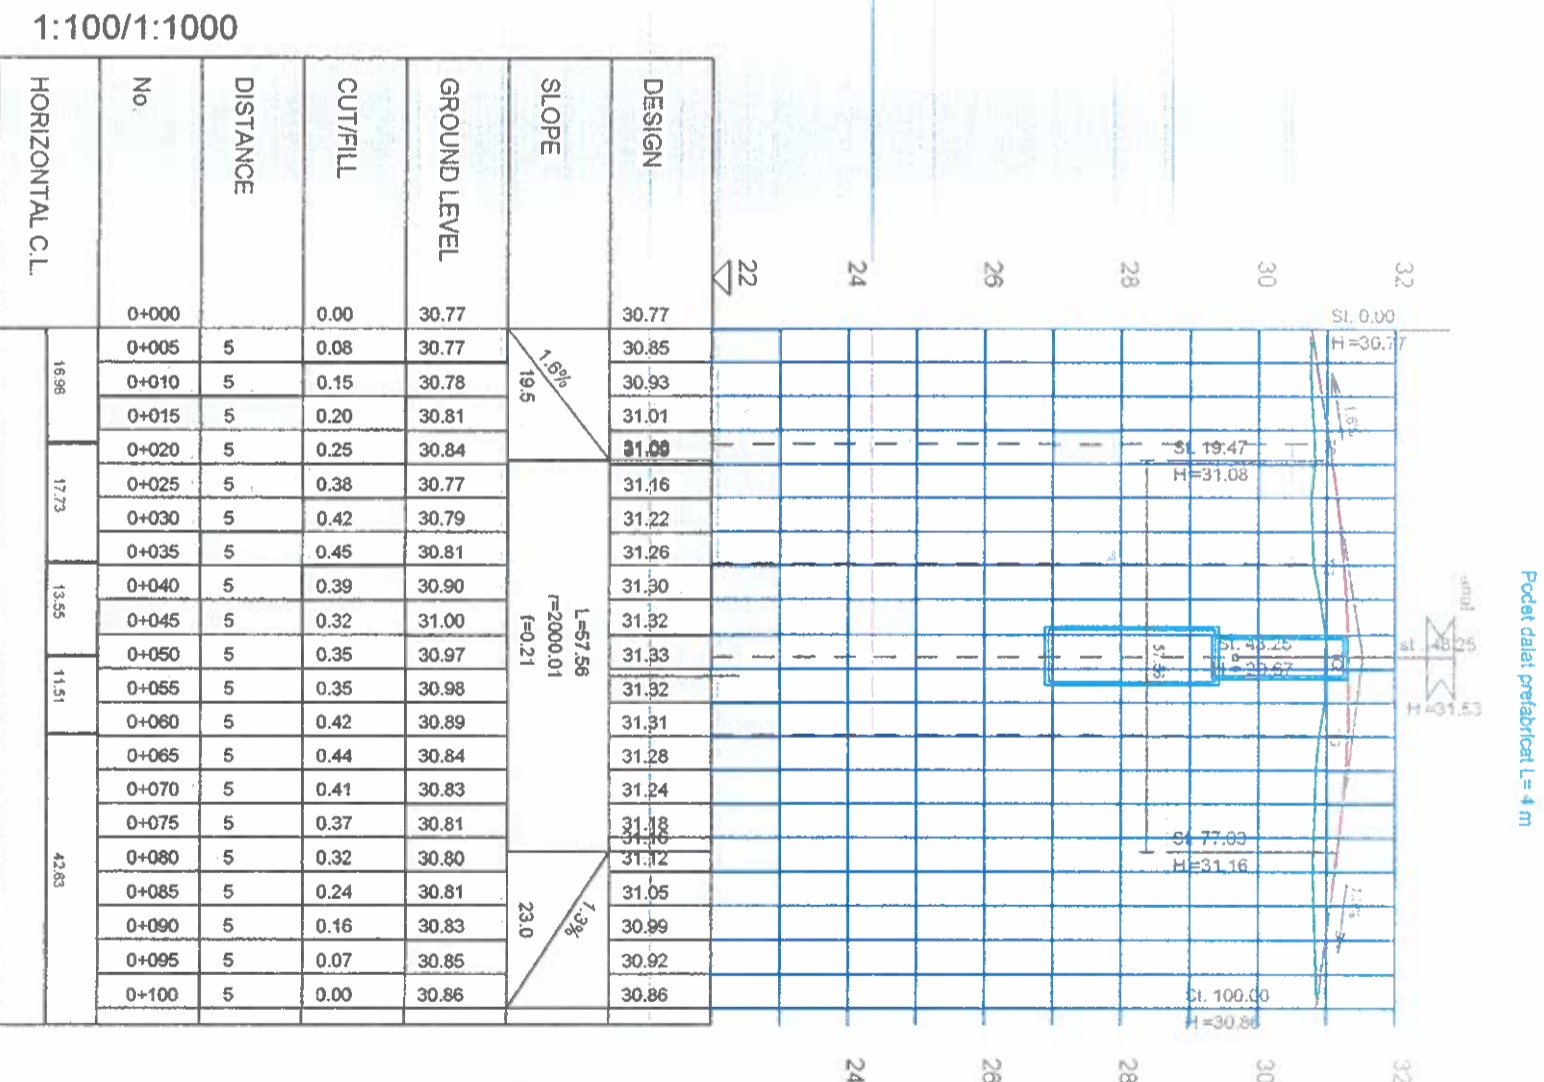 1:100/1:1000
HORIZONTAL C.L. No. DISTANCE CUT/FILL GROUND LEVEL SLOPE DESIGN
22 24 26 28 30 32
0+000 0.00 30.77 30.77
0+005 5 0.08 30.77 30.85
0+010 5 0.15 30.78 30.93
0+015 5 0.20 30.81 31.01
0+020 5 0.25 30.84 31.09
0+025 5 0.38 30.77 31.16
0+030 5 0.42 30.79 31.22
0+035 5 0.45 30.81 31.26
0+040 5 0.39 30.90 31.30
0+045 5 0.32 31.00 31.32
0+050 5 0.35 30.97 31.33
0+055 5 0.35 30.98 31.32
0+060 5 0.42 30.89 31.31
0+065 5 0.44 30.84 31.28
0+070 5 0.41 30.83 31.24
0+075 5 0.37 30.81 31.18
31.16
0+080 5 0.32 30.80 31.12
0+085 5 0.24 30.81 31.05
0+090 5 0.16 30.83 30.99
0+095 5 0.07 30.85 30.92
0+100 5 0.00 30.86 30.86
16.98
17.73
13.55
11.51
42.83
1.6%
19.5
L=57.56
r=2000.01
f=0.21
1.3%
23.0
St. 0.00
H=30.77
1.6%
St. 19.47
H=31.08
57.56
St. 48.25
st. 48.25
H=31.53
St. 77.03
H=31.16
St. 100.00
H=30.86
Podet dalat prefabricat L= 4 m
24 26 28 30 32